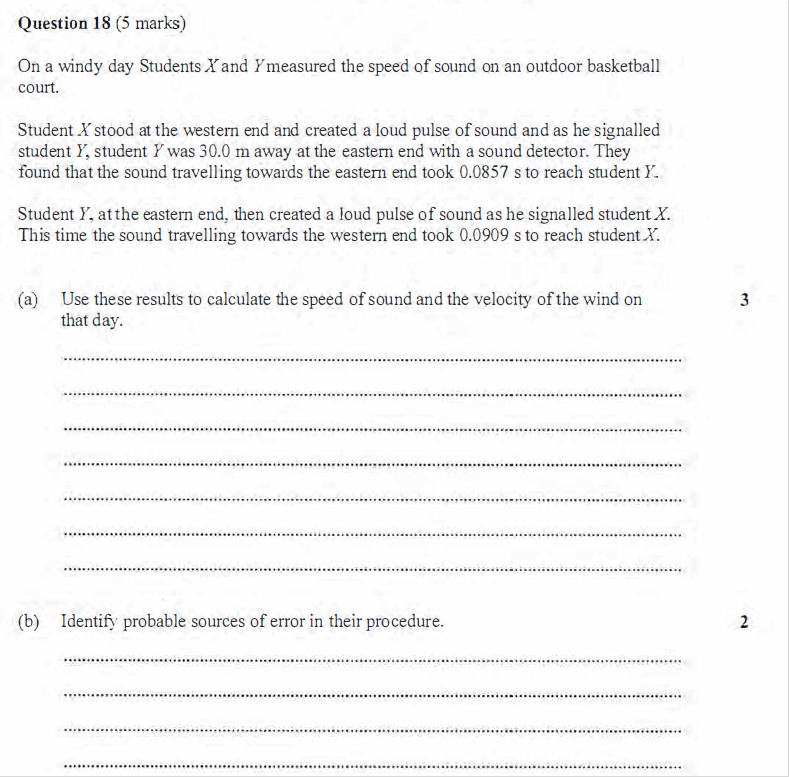 Question 18 (5 marks)
On a windy day Students X and Y measured the speed of sound on an outdoor basketball
court.
Student X stood at the western end and created a loud pulse of sound and as he signalled
student Y, student Y was 30.0 m away at the eastern end with a sound detector. They
found that the sound travelling towards the eastern end took 0.0857 s to reach student Y.
Student Y, at the eastern end, then created a loud pulse of sound as he signalled student X.
This time the sound travelling towards the western end took 0.0909 s to reach student X.
(a) Use these results to calculate the speed of sound and the velocity of the wind on 3
that day.
(b) Identify probable sources of error in their procedure. 2